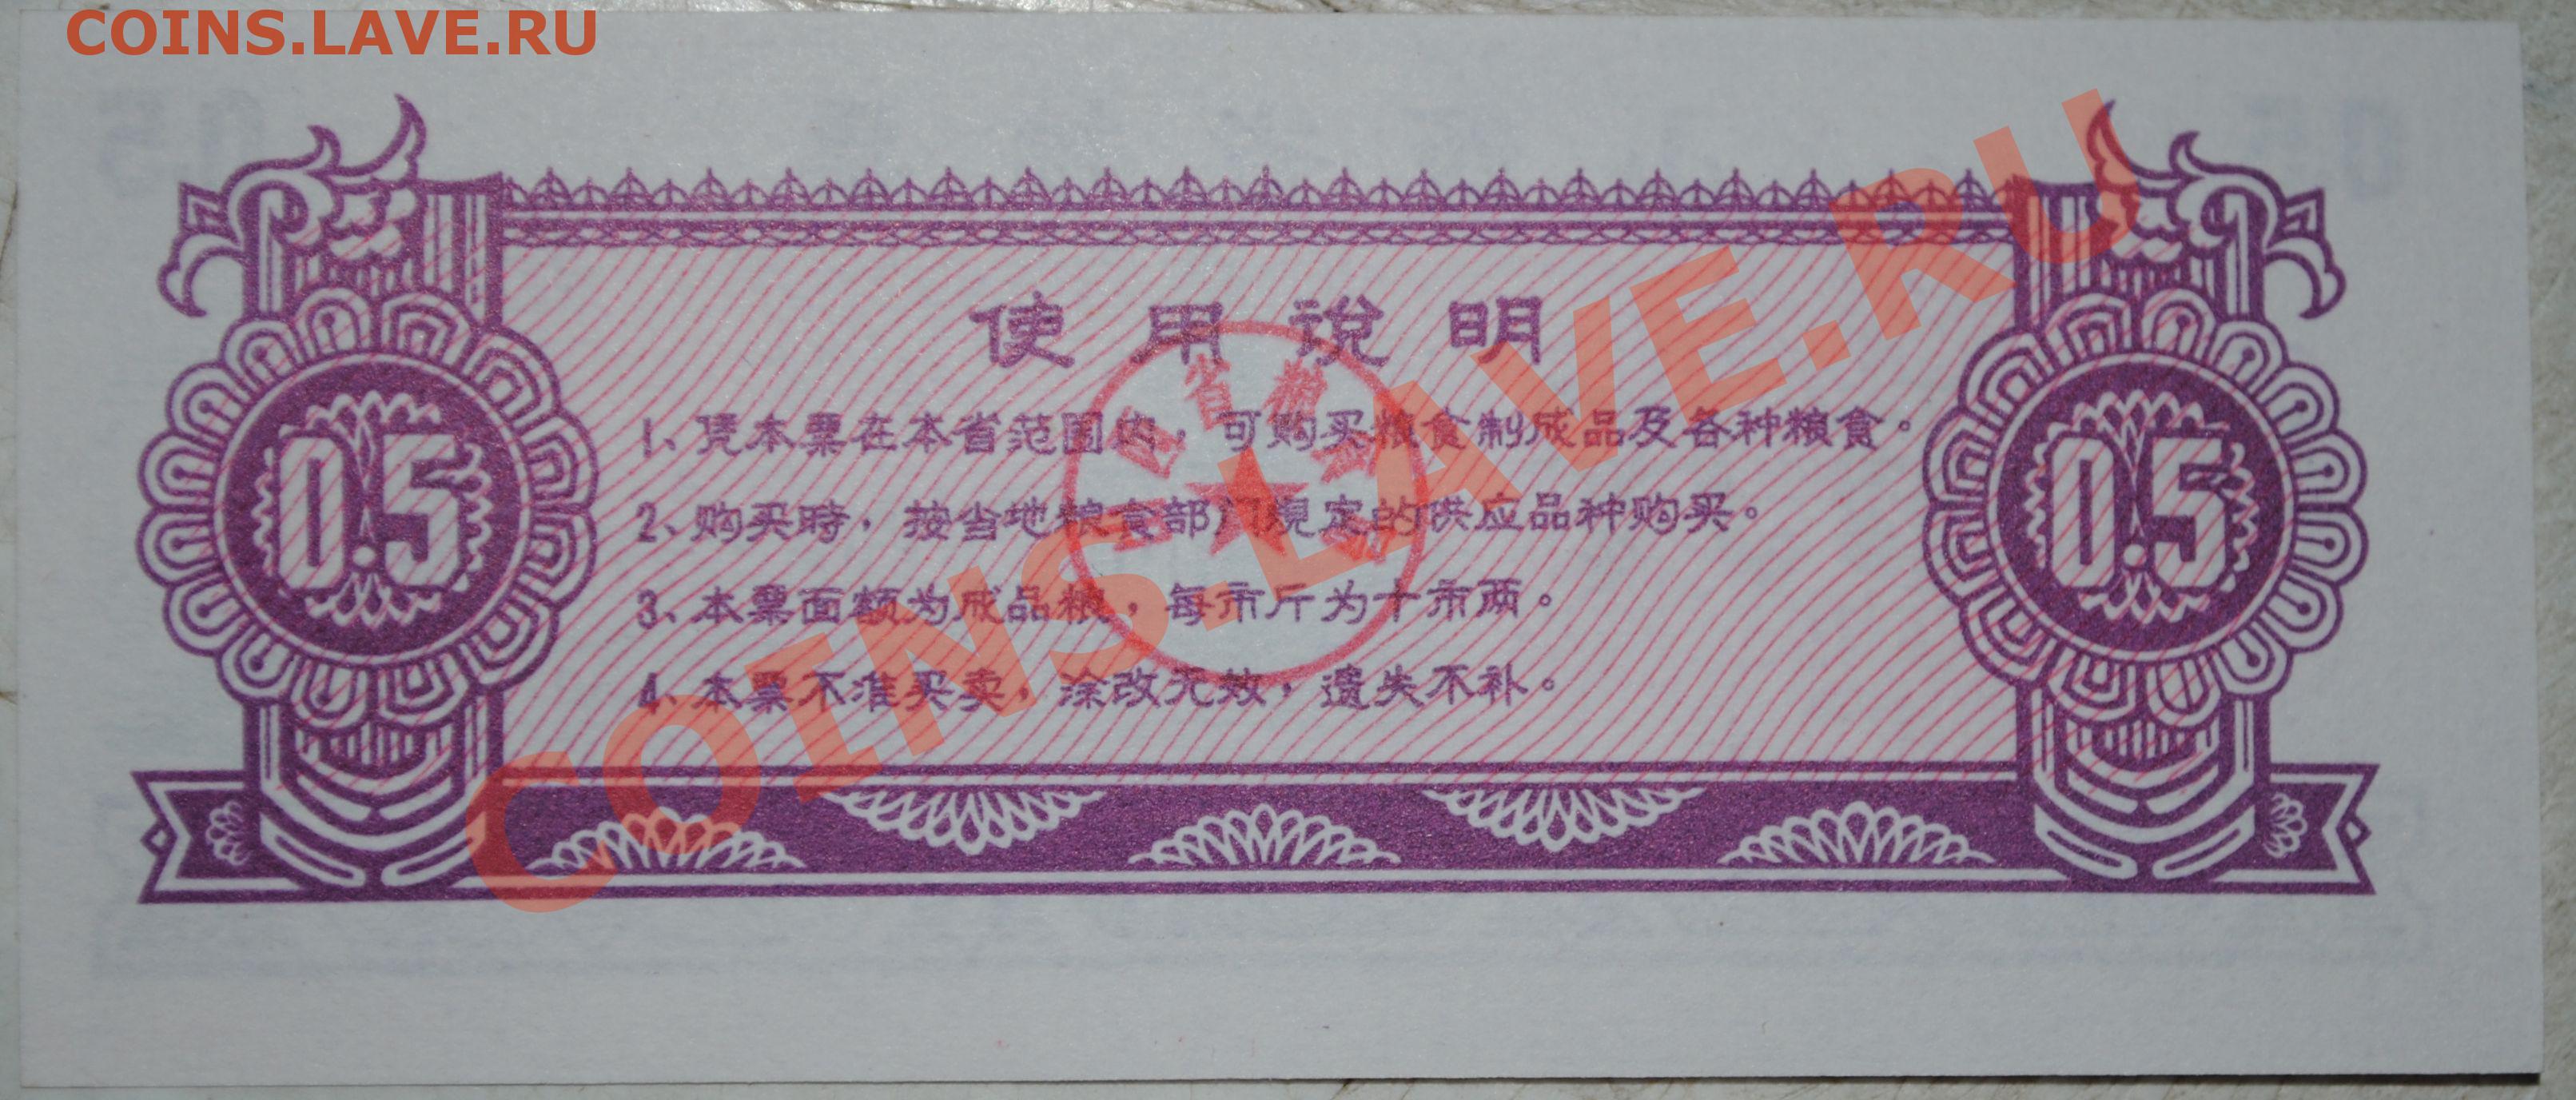 COINS.LAVE.RU
使用說明
0.5
1、凭本票在本省范围内，可购买粮食制成品及各种粮食。
2、购买時，按当地粮食部门規定的供应品种购买。
3、本票面额为成品粮，每市斤为十市两。
4、本票不准买卖，涂改无效，遗失不补。
0.5
省粮
COINS.LAVE.RU